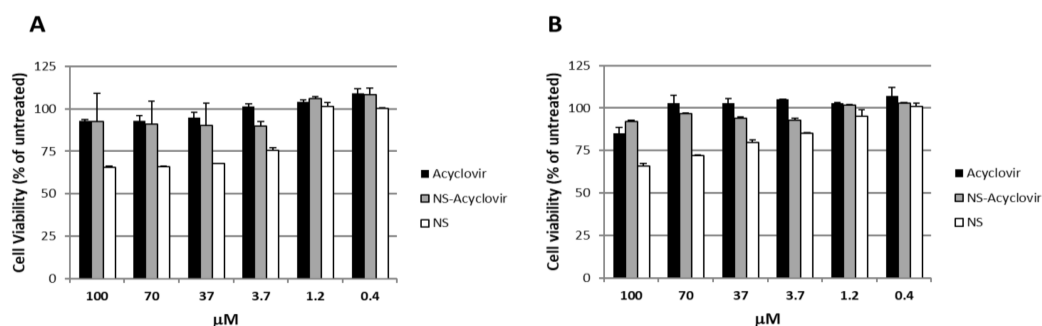 A
Cell Viability (% of untreated)
125
100
75
50
25
0
100 70 37 3.7 1.2 0.4
μM
Acyclovir
NS-Acyclovir
NS
B
Cell viability (% of untreated)
125
100
75
50
25
0
100 70 37 3.7 1.2 0.4
μM
Acyclovir
NS-Acyclovir
NS